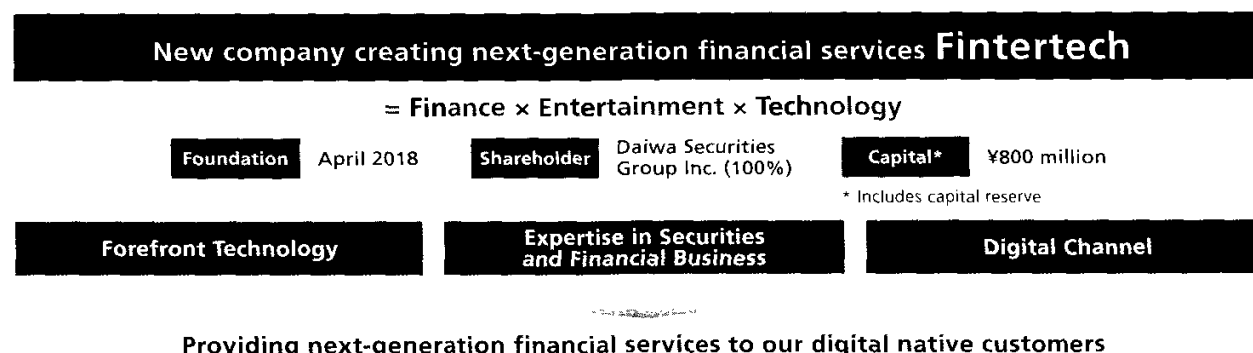 New company creating next-generation financial services Fintertech
= Finance × Entertainment × Technology
Foundation April 2018 Shareholder Daiwa Securities Group Inc. (100%) Capital* ¥800 million
* Includes capital reserve
Forefront Technology
Expertise in Securities
and Financial Business
Digital Channel
Providing next-generation financial services to our digital native customers